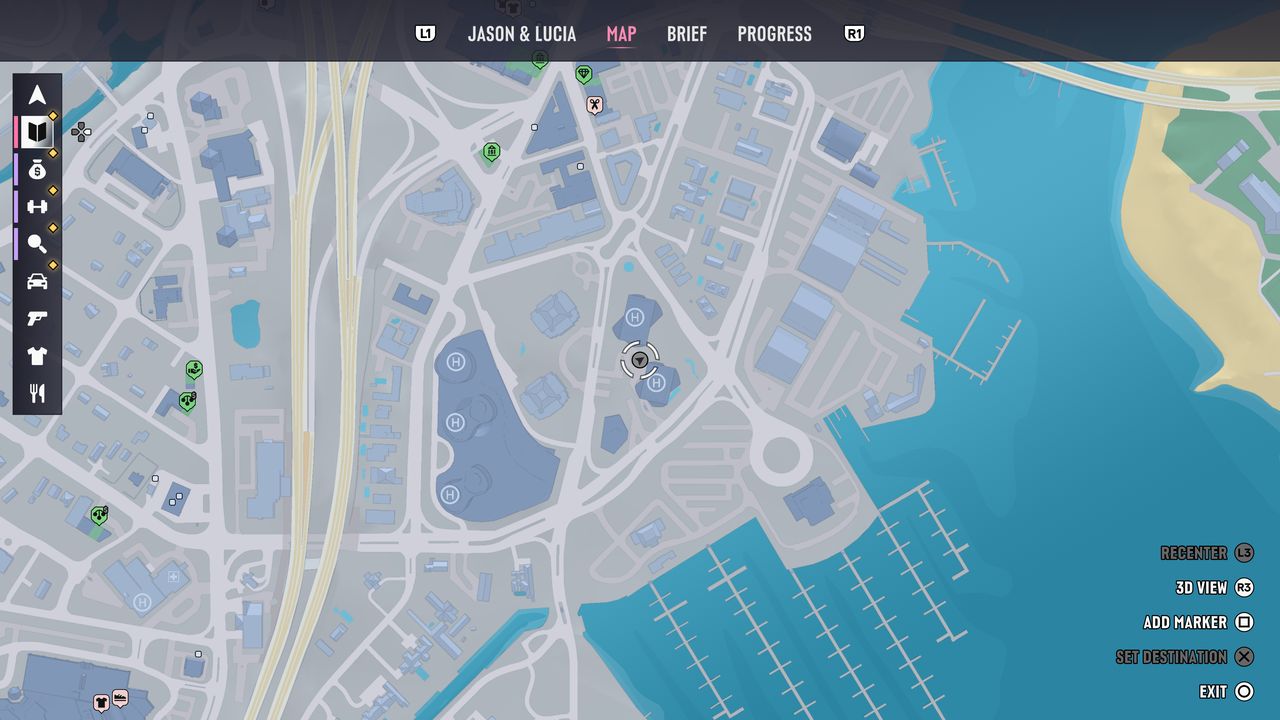 L1 JASON & LUCIA MAP BRIEF PROGRESS R1
H
H
H
H
H
H
RECENTER L3
3D VIEW R3
ADD MARKER
SET DESTINATION
EXIT